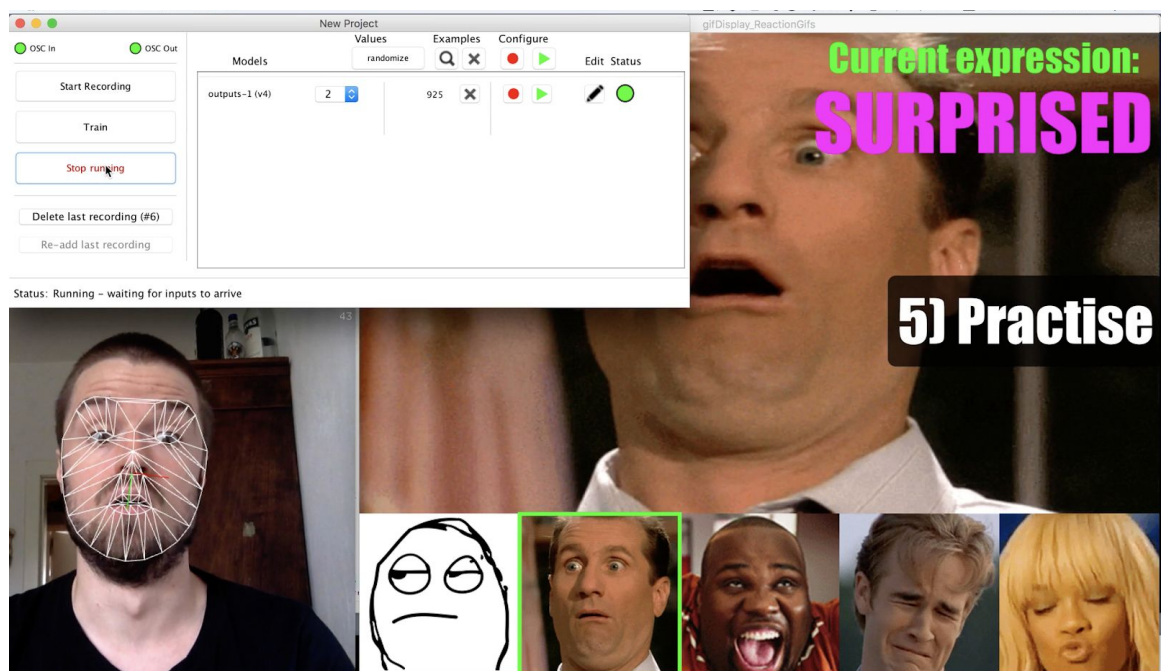 New Project
gifDisplay_ReactionGifs
OSC In
OSC Out
Models
Values
randomize
Examples
Configure
Edit
Status
Start Recording
Train
Stop running
Delete last recording (#6)
Re-add last recording
outputs-1 (v4)
2
925
Status: Running - waiting for inputs to arrive
43
Current expression:
SURPRISED
5) Practise